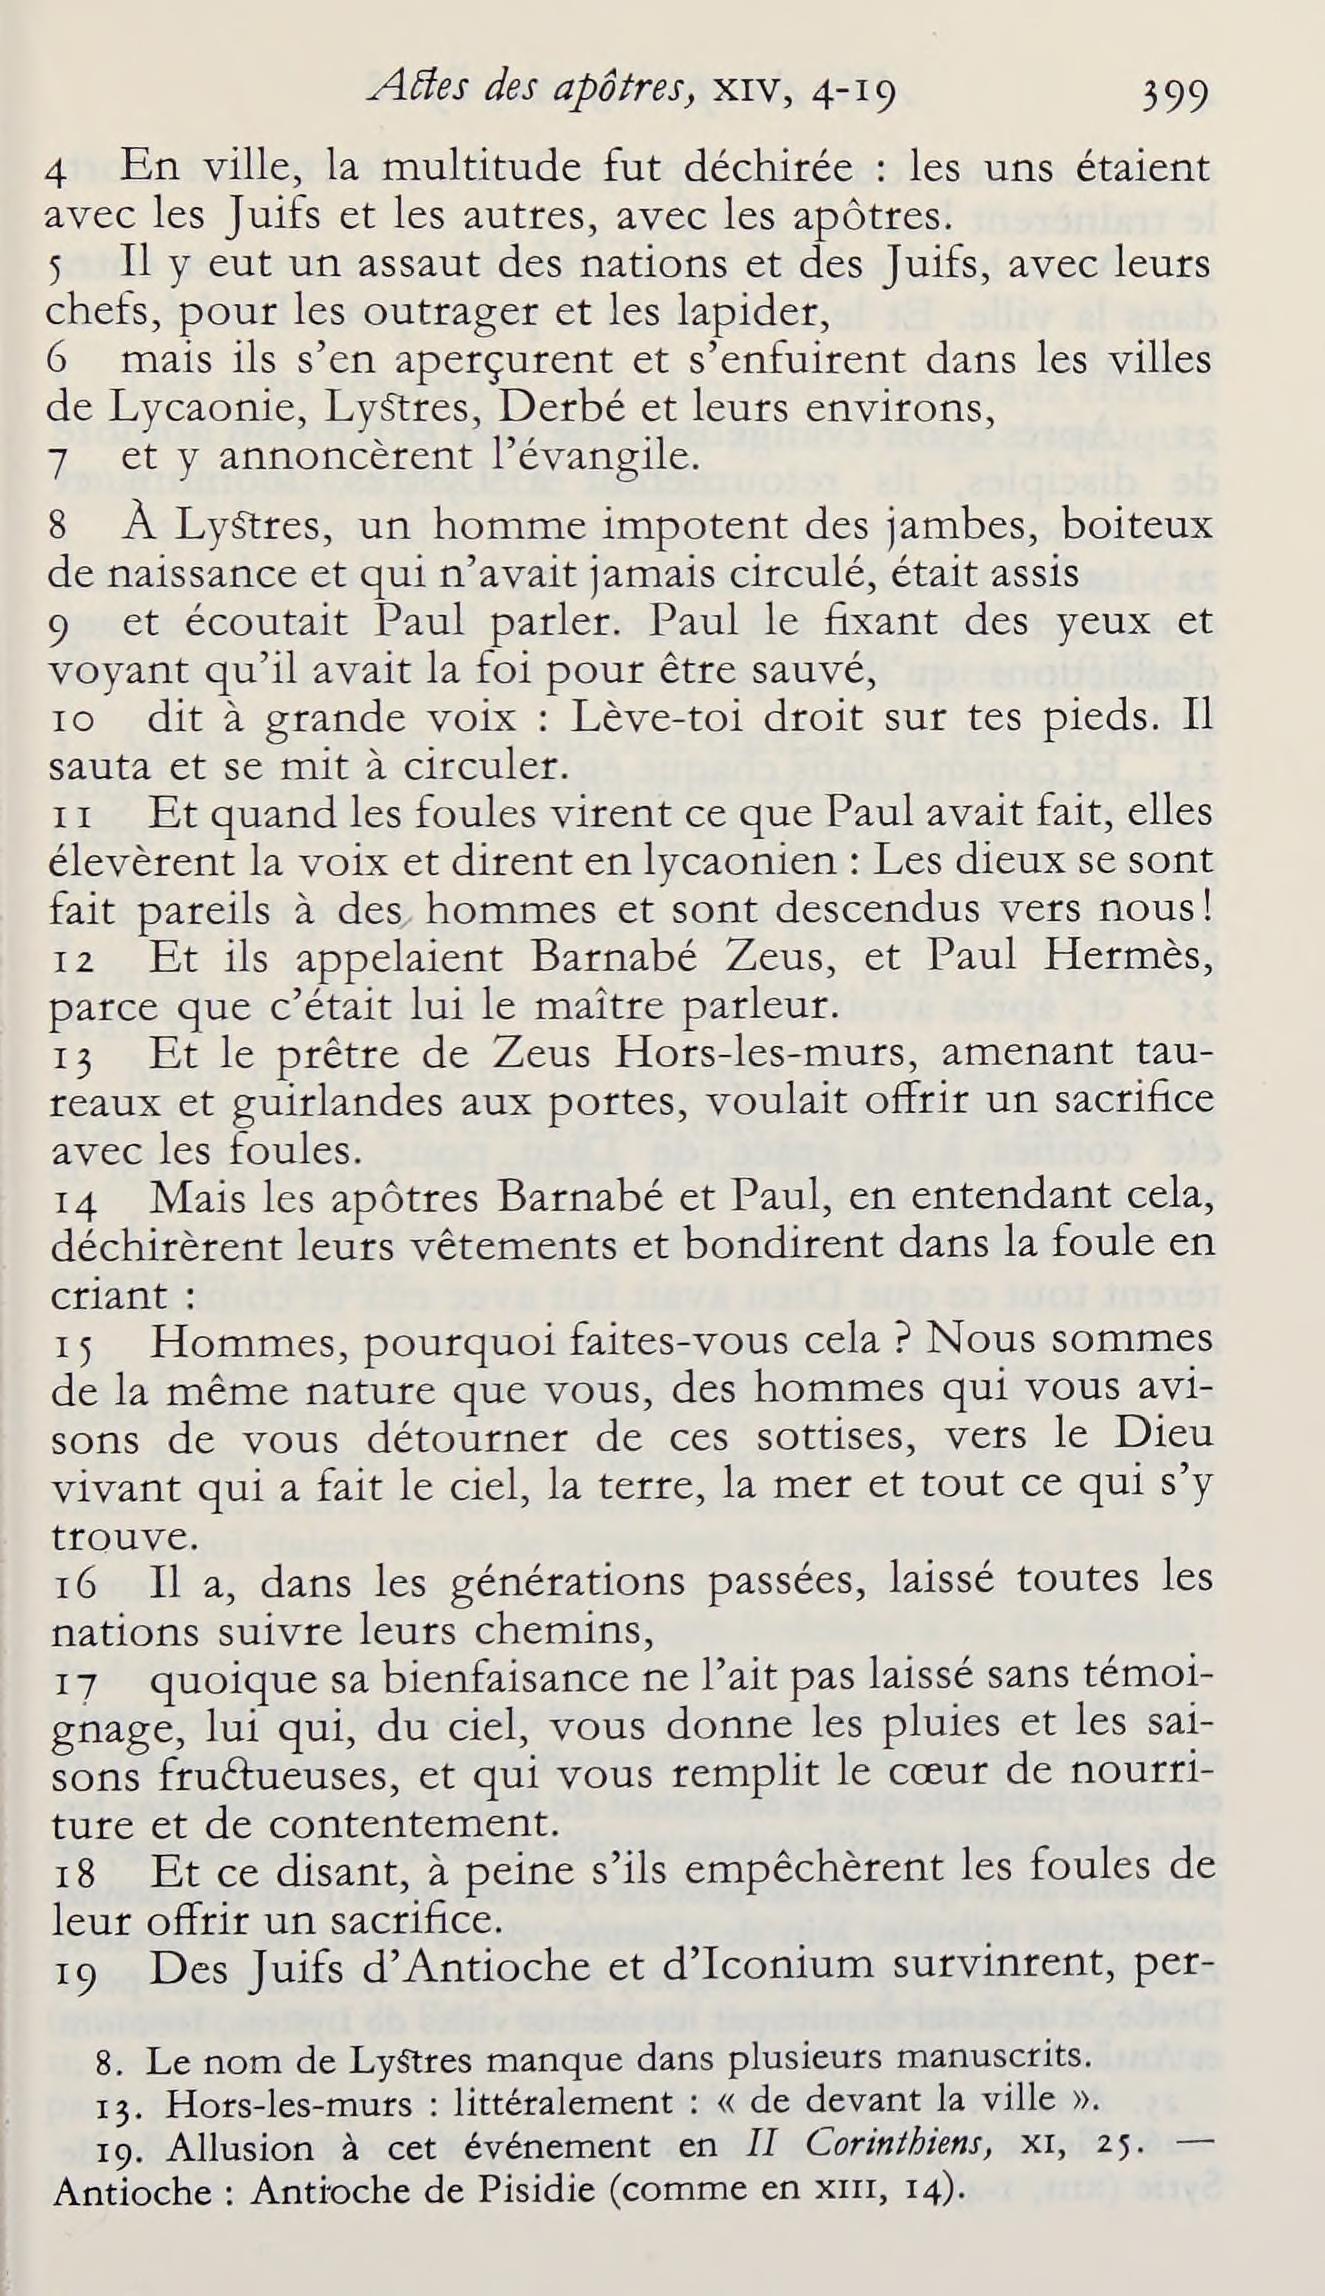 Actes des apôtres, XIV, 4-19 399
4 En ville, la multitude fut déchirée : les uns étaient
avec les Juifs et les autres, avec les apôtres.
5 Il y eut un assaut des nations et des Juifs, avec leurs
chefs, pour les outrager et les lapider,
6 mais ils s’en aperçurent et s’enfuirent dans les villes
de Lycaonie, Lystres, Derbé et leurs environs,
7 et y annoncèrent l’évangile.
8 À Lystres, un homme impotent des jambes, boiteux
de naissance et qui n’avait jamais circulé, était assis
9 et écoutait Paul parler. Paul le fixant des yeux et
voyant qu’il avait la foi pour être sauvé,
10 dit à grande voix : Lève-toi droit sur tes pieds. Il
sauta et se mit à circuler.
11 Et quand les foules virent ce que Paul avait fait, elles
élevèrent la voix et dirent en lycaonien : Les dieux se sont
fait pareils à des hommes et sont descendus vers nous!
12 Et ils appelaient Barnabé Zeus, et Paul Hermès,
parce que c’était lui le maître parleur.
13 Et le prêtre de Zeus Hors-les-murs, amenant tau-
reaux et guirlandes aux portes, voulait offrir un sacrifice
avec les foules.
14 Mais les apôtres Barnabé et Paul, en entendant cela,
déchirèrent leurs vêtements et bondirent dans la foule en
criant :
15 Hommes, pourquoi faites-vous cela ? Nous sommes
de la même nature que vous, des hommes qui vous avi-
sons de vous détourner de ces sottises, vers le Dieu
vivant qui a fait le ciel, la terre, la mer et tout ce qui s’y
trouve.
16 Il a, dans les générations passées, laissé toutes les
nations suivre leurs chemins,
17 quoique sa bienfaisance ne l’ait pas laissé sans témoi-
gnage, lui qui, du ciel, vous donne les pluies et les sai-
sons fructueuses, et qui vous remplit le cœur de nourri-
ture et de contentement.
18 Et ce disant, à peine s’ils empêchèrent les foules de
leur offrir un sacrifice.
19 Des Juifs d’Antioche et d’Iconium survinrent, per-
8. Le nom de Lystres manque dans plusieurs manuscrits.
13. Hors-les-murs : littéralement : « de devant la ville ».
19. Allusion à cet événement en II Corinthiens, XI, 25. —
Antioche : Antioche de Pisidie (comme en XIII, 14).